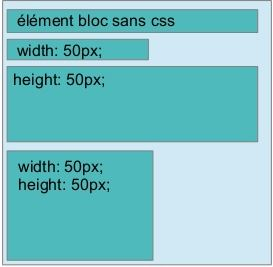 élément bloc sans css
width: 50px;
height: 50px;
width: 50px;
height: 50px;